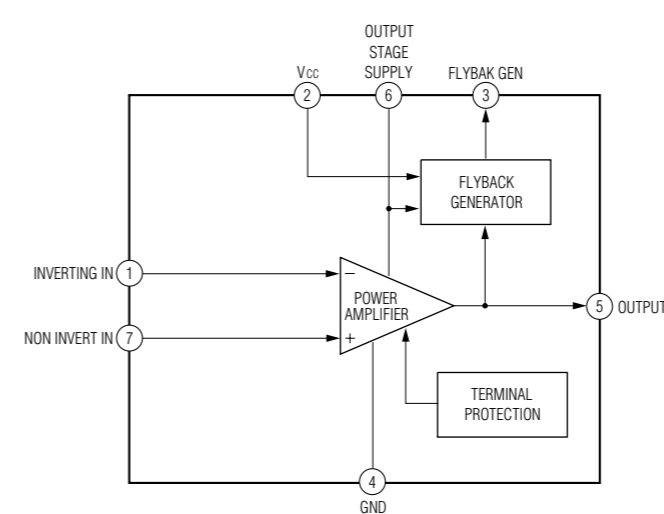 OUTPUT
STAGE
SUPPLY
Vcc
FLYBAK GEN
2
6
3
FLYBACK
GENERATOR
INVERTING IN
1
−
POWER
AMPLIFIER
5
OUTPUT
NON INVERT IN
7
+
TERMINAL
PROTECTION
4
GND